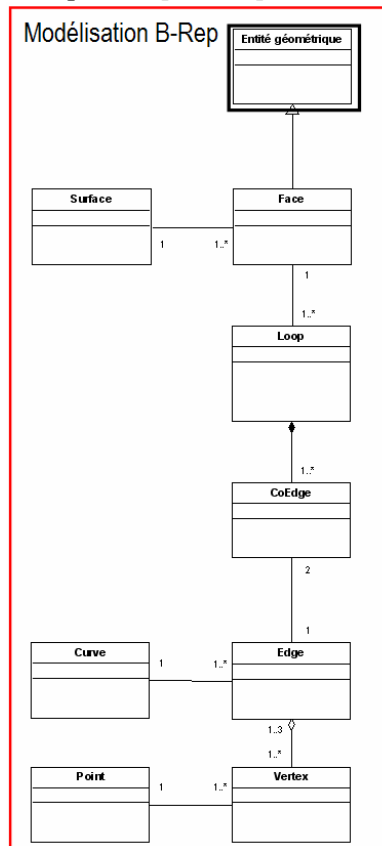 Modélisation B-Rep
Entité géométrique
Surface
Face
1
1..*
1
1..*
Loop
1..*
CoEdge
2
1
Curve
Edge
1
1..*
1..3
1..*
Point
Vertex
1
1..*